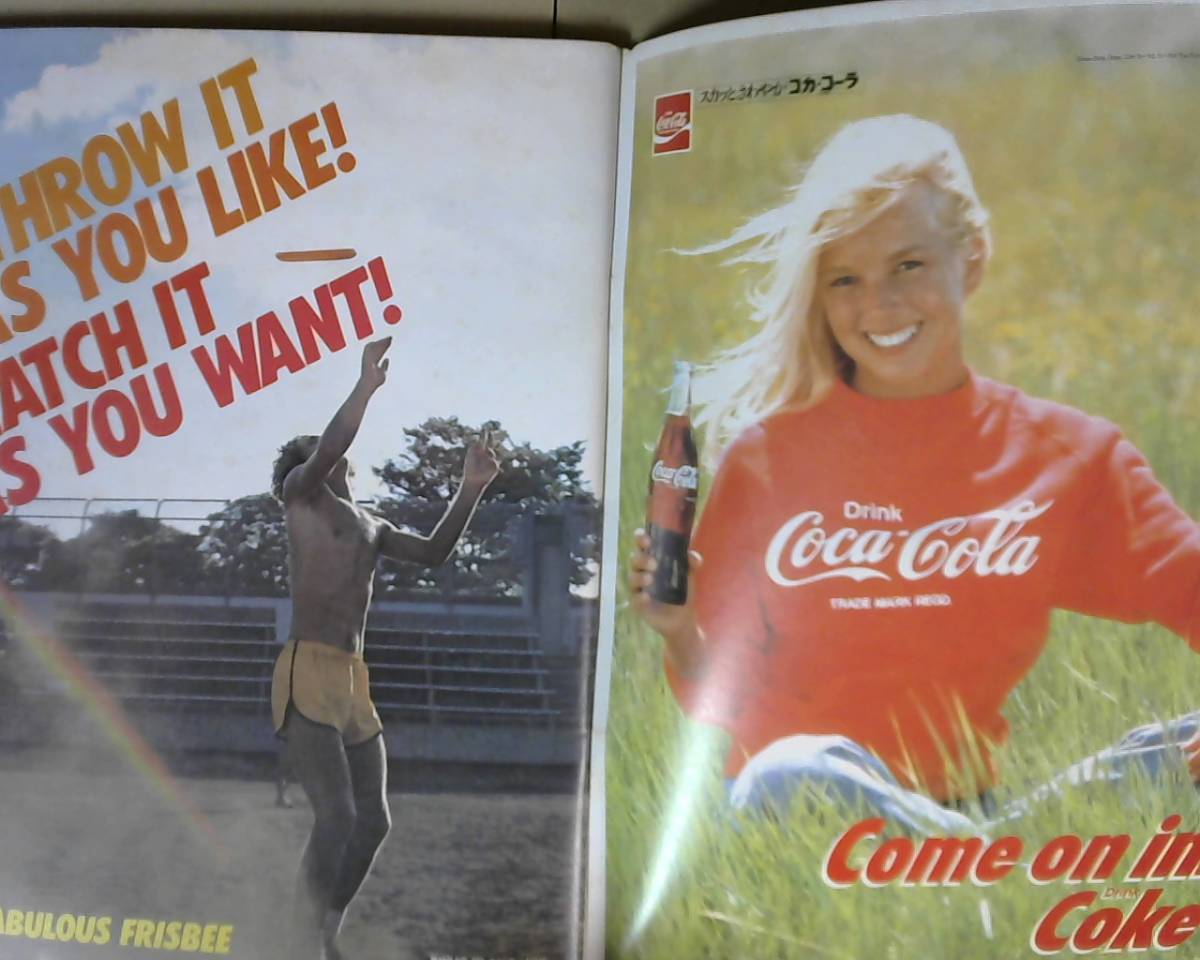 THROW IT
AS YOU LIKE!
ATCH IT
AS YOU WANT!
ABULOUS FRISBEE
Coca-Cola
スカッとさわやか コカ・コーラ
Coca-Cola
Drink
Coca-Cola
TRADE MARK REGD
Come on in
Drink
Coke